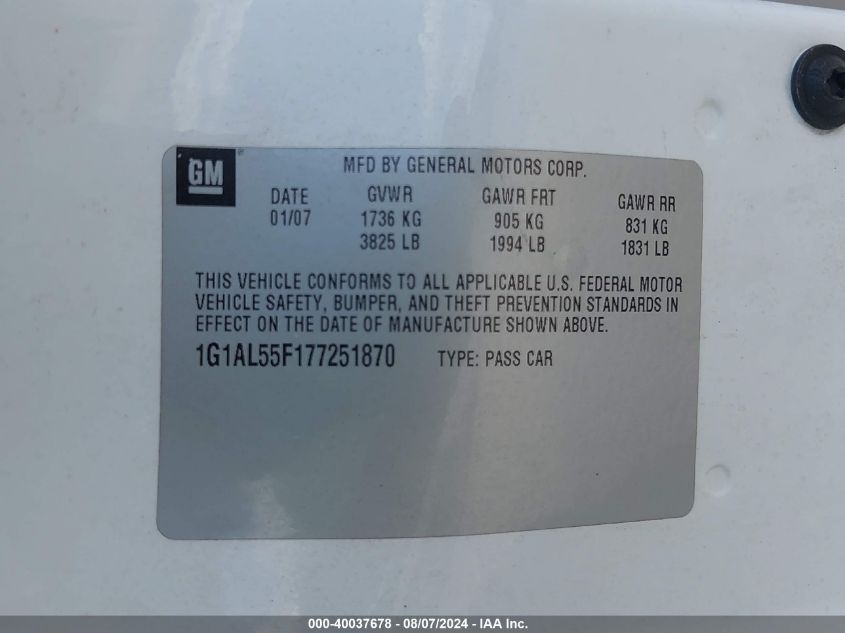 GM
MFD BY GENERAL MOTORS CORP.
DATE GVWR GAWR FRT GAWR RR
01/07 1736 KG 905 KG 831 KG
3825 LB 1994 LB 1831 LB
THIS VEHICLE CONFORMS TO ALL APPLICABLE U.S. FEDERAL MOTOR
VEHICLE SAFETY, BUMPER, AND THEFT PREVENTION STANDARDS IN
EFFECT ON THE DATE OF MANUFACTURE SHOWN ABOVE.
1G1AL55F177251870 TYPE: PASS CAR
000-40037678 - 08/07/2024 - IAA Inc.